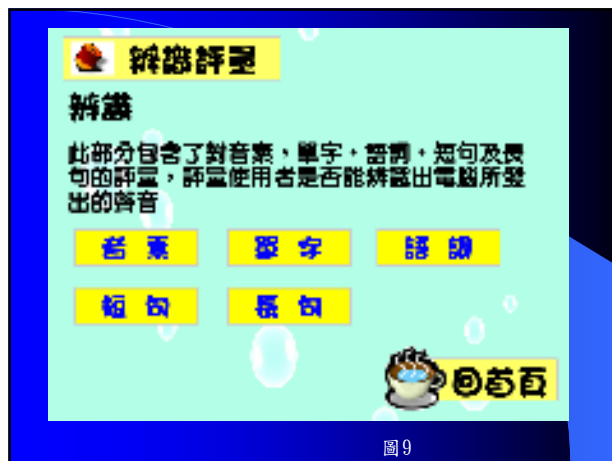 辨識評量
辨識
此部分包含了對音素，單字，語詞，短句及長
句的評量，評量使用者是否能辨識出電腦所發
出的聲音
音素 單字 語詞
短句 長句
回首頁
圖9